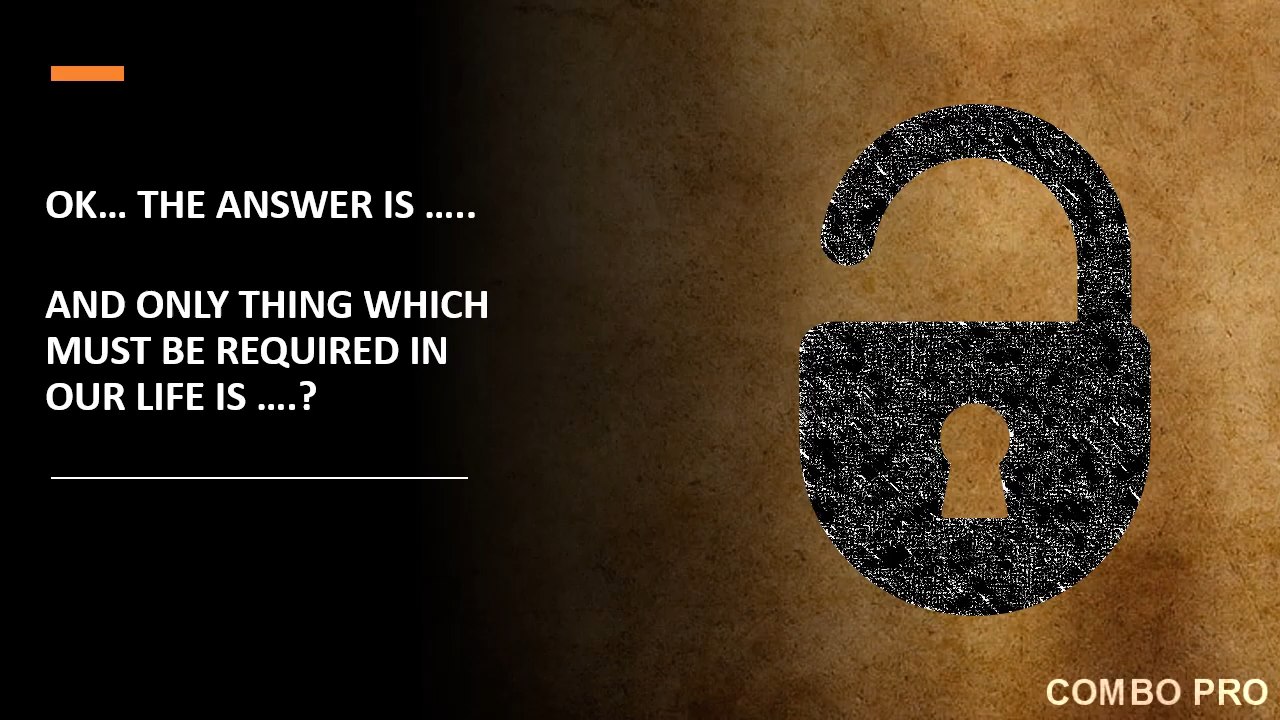 OK... THE ANSWER IS …..
AND ONLY THING WHICH
MUST BE REQUIRED IN
OUR LIFE IS ….?
COMBO PRO